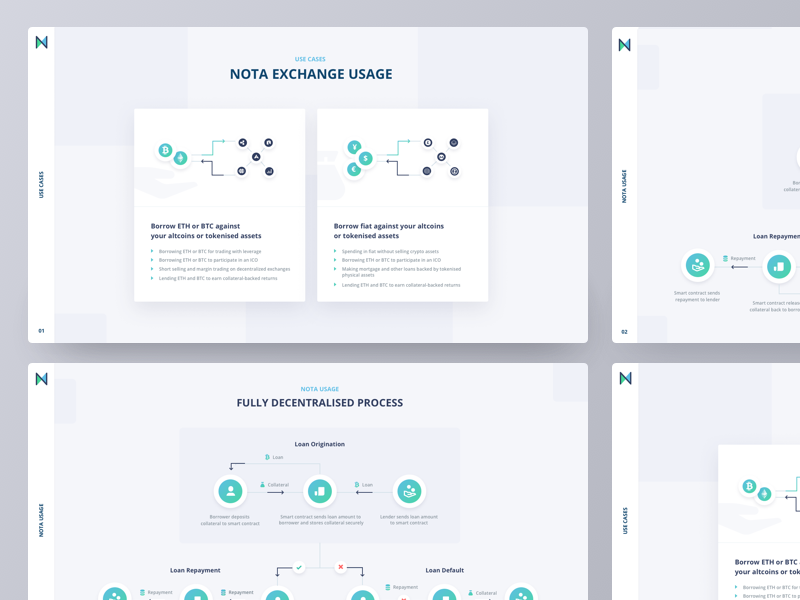 USE CASES
NOTA EXCHANGE USAGE
Borrow ETH or BTC against
your altcoins or tokenised assets
Borrowing ETH or BTC for trading with leverage
Borrowing ETH or BTC to participate in an ICO
Short selling and margin trading on decentralized exchanges
Lending ETH and BTC to earn collateral-backed returns
Borrow fiat against your altcoins
or tokenised assets
Spending in fiat without selling crypto assets
Borrowing ETH or BTC to participate in an ICO
Making mortgage and other loans backed by tokenised
physical assets
Lending ETH and BTC to earn collateral-backed returns
USE CASES
01
NOTA USAGE
Loan Repaymen
Repayment
Smart contract sends
repayment to lender
Smart contract releas
collateral back to borro
Bor
collatera
02
NOTA USAGE
FULLY DECENTRALISED PROCESS
NOTA USAGE
Loan Origination
Loan
Collateral
Loan
Borrower deposits
collateral to smart contract
Smart contract sends loan amount to
borrower and stores collateral securely
Lender sends loan amount
to smart contract
Loan Repayment
Loan Default
Repayment
Repayment
Repayment
Collateral
USE CASES
Borrow ETH or BTC a
your altcoins or tok
Borrowing ETH or BTC fo
Borrowing ETH or BTC to p